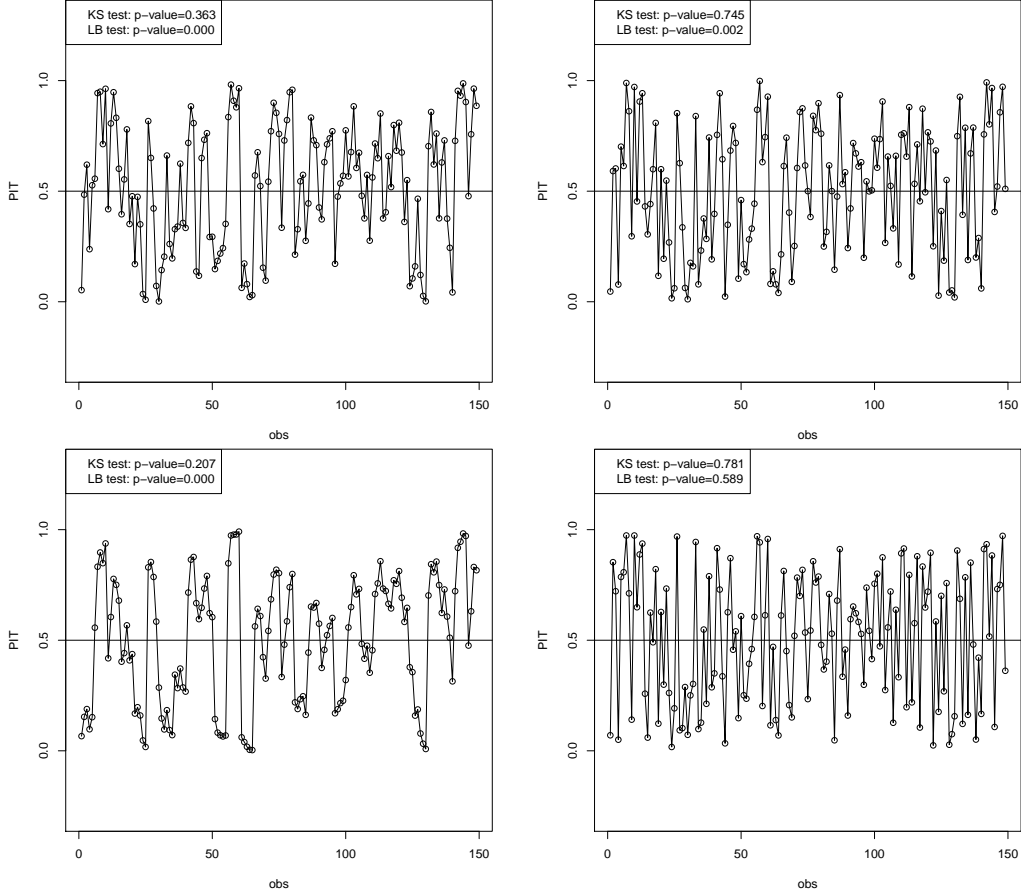 KS test: p−value=0.363
LB test: p−value=0.000
PIT
1.0
0.5
0.0
0
50
100
150
obs
KS test: p−value=0.745
LB test: p−value=0.002
PIT
1.0
0.5
0.0
0
50
100
150
obs
KS test: p−value=0.207
LB test: p−value=0.000
PIT
1.0
0.5
0.0
0
50
100
150
obs
KS test: p−value=0.781
LB test: p−value=0.589
PIT
1.0
0.5
0.0
0
50
100
150
obs